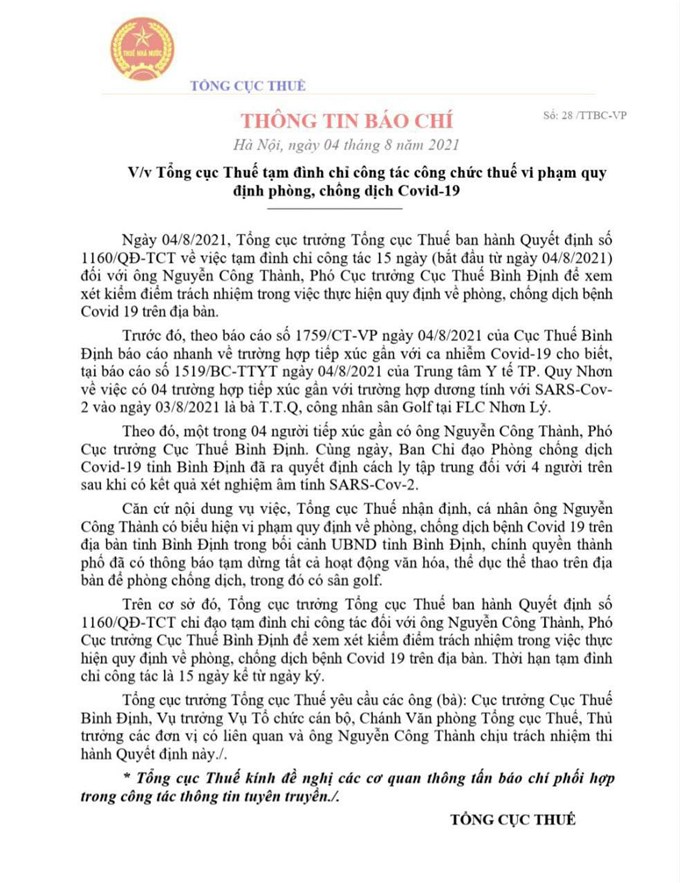 THUẾ NHÀ NƯỚC
TỔNG CỤC THUẾ
Số: 28 /TTBC-VP
THÔNG TIN BÁO CHÍ
Hà Nội, ngày 04 tháng 8 năm 2021
V/v Tổng cục Thuế tạm đình chỉ công tác công chức thuế vi phạm quy
định phòng, chống dịch Covid-19
Ngày 04/8/2021, Tổng cục trưởng Tổng cục Thuế ban hành Quyết định số
1160/QĐ-TCT về việc tạm đình chỉ công tác 15 ngày (bắt đầu từ ngày 04/8/2021)
đối với ông Nguyễn Công Thành, Phó Cục trưởng Cục Thuế Bình Định để xem
xét kiểm điểm trách nhiệm trong việc thực hiện quy định về phòng, chống dịch bệnh
Covid 19 trên địa bàn.
Trước đó, theo báo cáo số 1759/CT-VP ngày 04/8/2021 của Cục Thuế Bình
Định báo cáo nhanh về trường hợp tiếp xúc gần với ca nhiễm Covid-19 cho biết,
tại báo cáo số 1519/BC-TTYT ngày 04/8/2021 của Trung tâm Y tế TP. Quy Nhơn
về việc có 04 trường hợp tiếp xúc gần với trường hợp dương tính với SARS-Cov-
2 vào ngày 03/8/2021 là bà T.T.Q, công nhân sân Golf tại FLC Nhơn Lý.
Theo đó, một trong 04 người tiếp xúc gần có ông Nguyễn Công Thành, Phó
Cục trưởng Cục Thuế Bình Định. Cùng ngày, Ban Chỉ đạo Phòng chống dịch
Covid-19 tỉnh Bình Định đã ra quyết định cách ly tập trung đối với 4 người trên
sau khi có kết quả xét nghiệm âm tính SARS-Cov-2.
Căn cứ nội dung vụ việc, Tổng cục Thuế nhận định, cá nhân ông Nguyễn
Công Thành có biểu hiện vi phạm quy định về phòng, chống dịch bệnh Covid 19 trên
địa bàn tỉnh Bình Định trong bối cảnh UBND tỉnh Bình Định, chính quyền thành
phố đã có thông báo tạm dừng tất cả hoạt động văn hóa, thể dục thể thao trên địa
bàn để phòng chống dịch, trong đó có sân golf.
Trên cơ sở đó, Tổng cục trưởng Tổng cục Thuế ban hành Quyết định số
1160/QĐ-TCT chỉ đạo tạm đình chỉ công tác đối với ông Nguyễn Công Thành, Phó
Cục trưởng Cục Thuế Bình Định để xem xét kiểm điểm trách nhiệm trong việc thực
hiện quy định về phòng, chống dịch bệnh Covid 19 trên địa bàn. Thời hạn tạm đình
chỉ công tác là 15 ngày kể từ ngày ký.
Tổng cục trưởng Tổng cục Thuế yêu cầu các ông (bà): Cục trưởng Cục Thuế
Bình Định, Vụ trưởng Vụ Tổ chức cán bộ, Chánh Văn phòng Tổng cục Thuế, Thủ
trưởng các đơn vị có liên quan và ông Nguyễn Công Thành chịu trách nhiệm thi
hành Quyết định này./.
* Tổng cục Thuế kính đề nghị các cơ quan thông tấn báo chí phối hợp
trong công tác thông tin tuyên truyền./.
TỔNG CỤC THUẾ